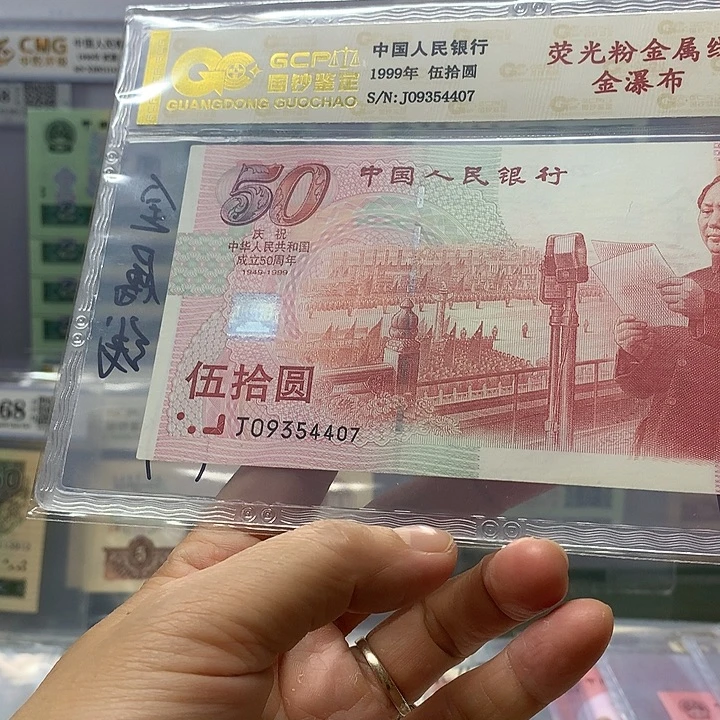 CMG
GCP
国钞鉴定
GUANGDONG GUOCHAO
中国人民银行
1999年 伍拾圆
S/N:J09354407
荧光粉金属线
金瀑布
50
中国人民银行
庆祝
中华人民共和国
成立50周年
1949-1999
伍拾圆
J09354407
68